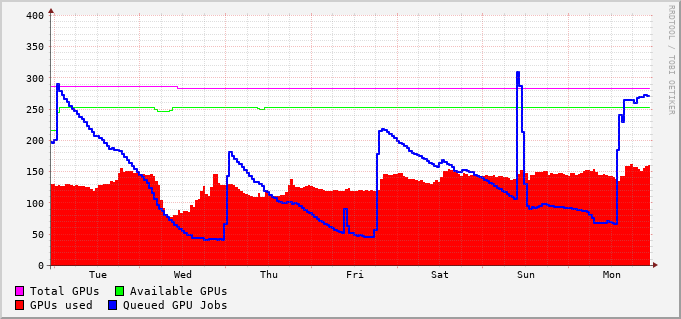 400
350
300
250
200
150
100
50
0
Tue Wed Thu Fri Sat Sun Mon
Total GPUs Available GPUs
GPUs used Queued GPU Jobs
RRDTOOL / TOBI OETIKER